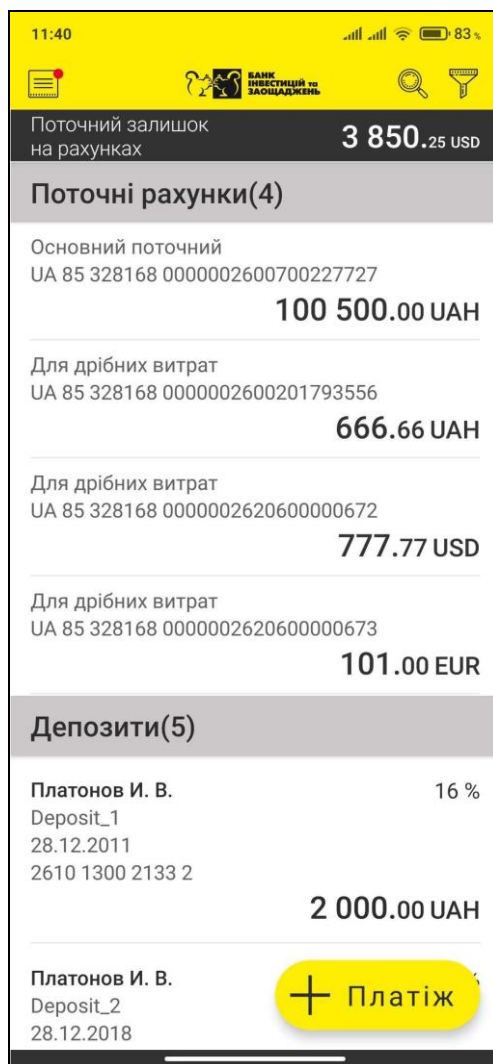 11:40
83 %
БАНК
ІНВЕСТИЦІЙ ТА
ЗАОЩАДЖЕНЬ
Поточний залишок
на рахунках
3 850.25 USD
Поточні рахунки(4)
Основний поточний
UA 85 328168 0000002600700227727
100 500.00 UAH
Для дрібних витрат
UA 85 328168 0000002600201793556
666.66 UAH
Для дрібних витрат
UA 85 328168 0000002620600000672
777.77 USD
Для дрібних витрат
UA 85 328168 0000002620600000673
101.00 EUR
Депозити(5)
Платонов И. В.
16 %
Deposit_1
28.12.2011
2610 1300 2133 2
2 000.00 UAH
Платонов И. В.
Deposit_2
28.12.2018
Платіж